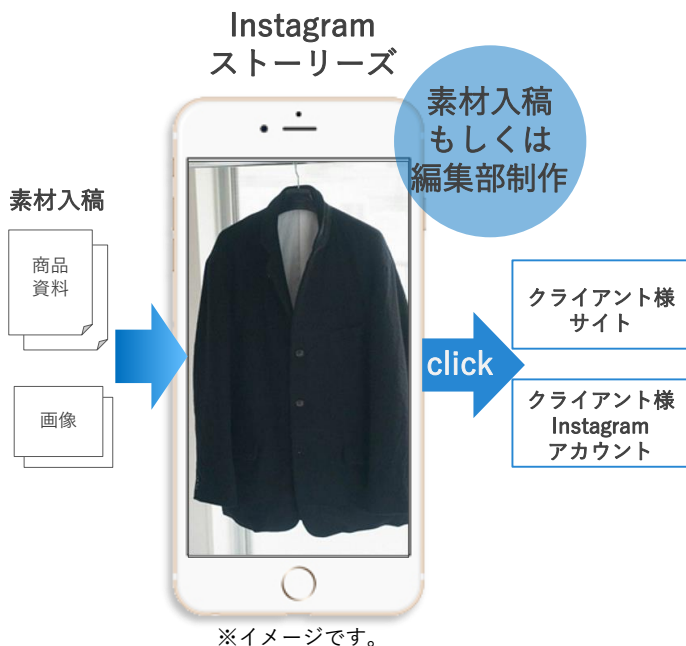 Instagram
ストーリーズ
素材入稿
もしくは
編集部制作
素材入稿
商品
資料
画像
click
クライアント様
サイト
クライアント様
Instagram
アカウント
※イメージです。